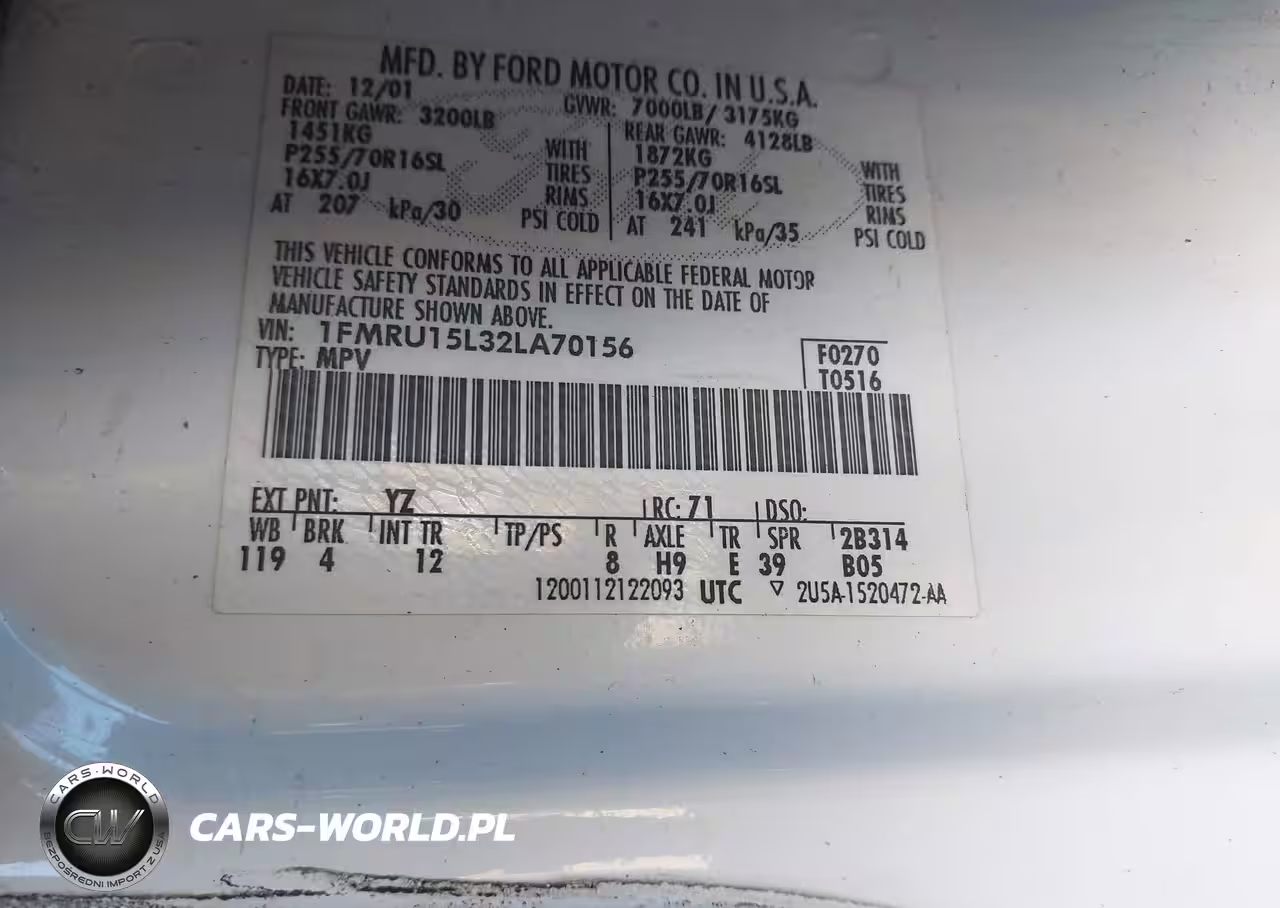 MFD. BY FORD MOTOR CO. IN U.S.A.
DATE: 12/01 GVWR: 7000LB/ 3175KG
FRONT GAWR: 3200LB REAR GAWR: 4128LB
1451KG WITH 1872KG WITH
P255/70R16SL TIRES P255/70R16SL TIRES
16X7.0J RIMS 16X7.0J RIMS
AT 207 kPa/30 PSI COLD AT 241 kPa/35 PSI COLD
THIS VEHICLE CONFORMS TO ALL APPLICABLE FEDERAL MOTOR
VEHICLE SAFETY STANDARDS IN EFFECT ON THE DATE OF
MANUFACTURE SHOWN ABOVE.
VIN: 1FMRU15L32LA70156 F0270
TYPE: MPV T0516
EXT PNT: YZ RC: 71 DSO:
WB BRK INT TR TP/PS R AXLE TR SPR 2B314
119 4 12 8 H9 E 39 B05
1200112122093 UTC ▽ 2U5A-1520472-AA
CARS-WORLD
CW
BEZPOŚREDNI IMPORT Z USA
CARS-WORLD.PL